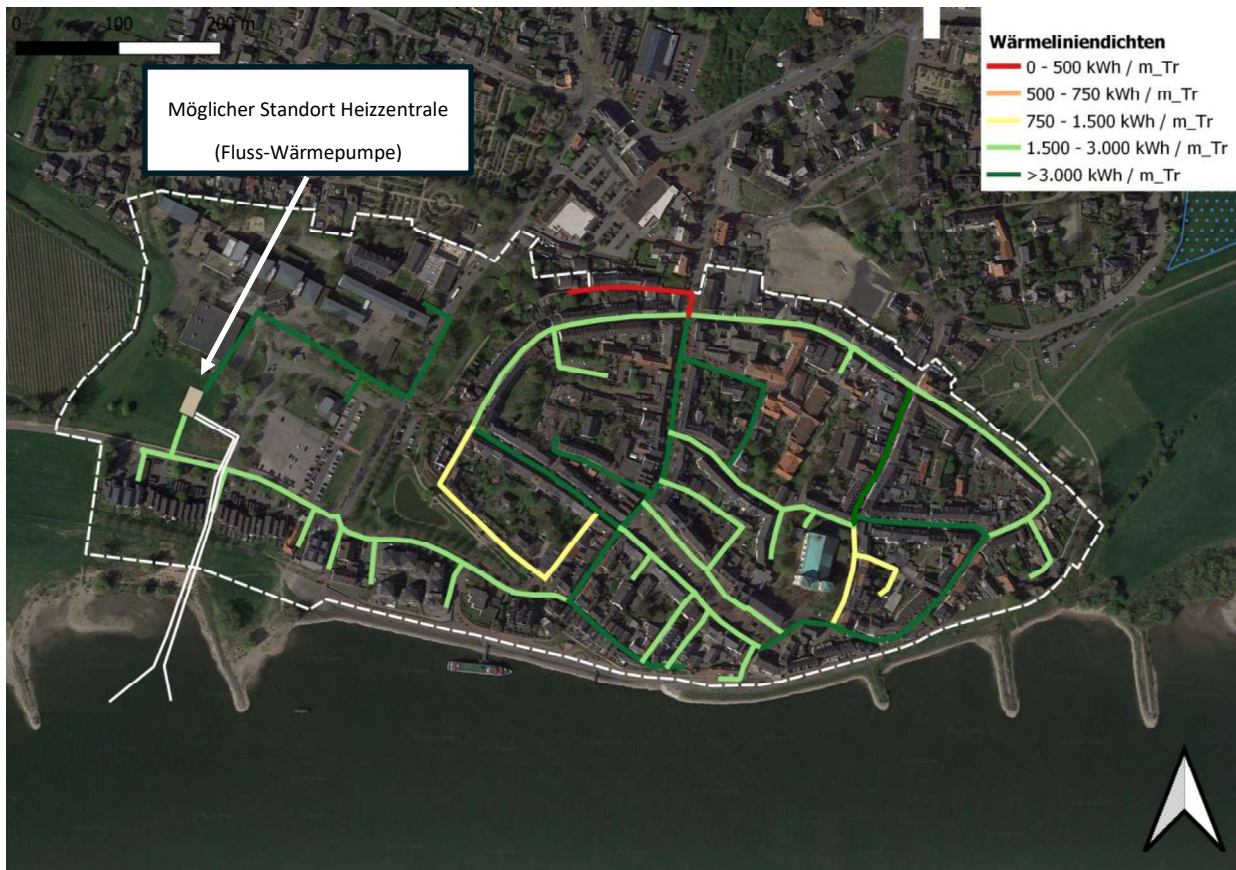 0 100 200 m
Möglicher Standort Heizzentrale
(Fluss-Wärmepumpe)
Wärmeliniendichten
0 - 500 kWh / m_Tr
500 - 750 kWh / m_Tr
750 - 1.500 kWh / m_Tr
1.500 - 3.000 kWh / m_Tr
>3.000 kWh / m_Tr